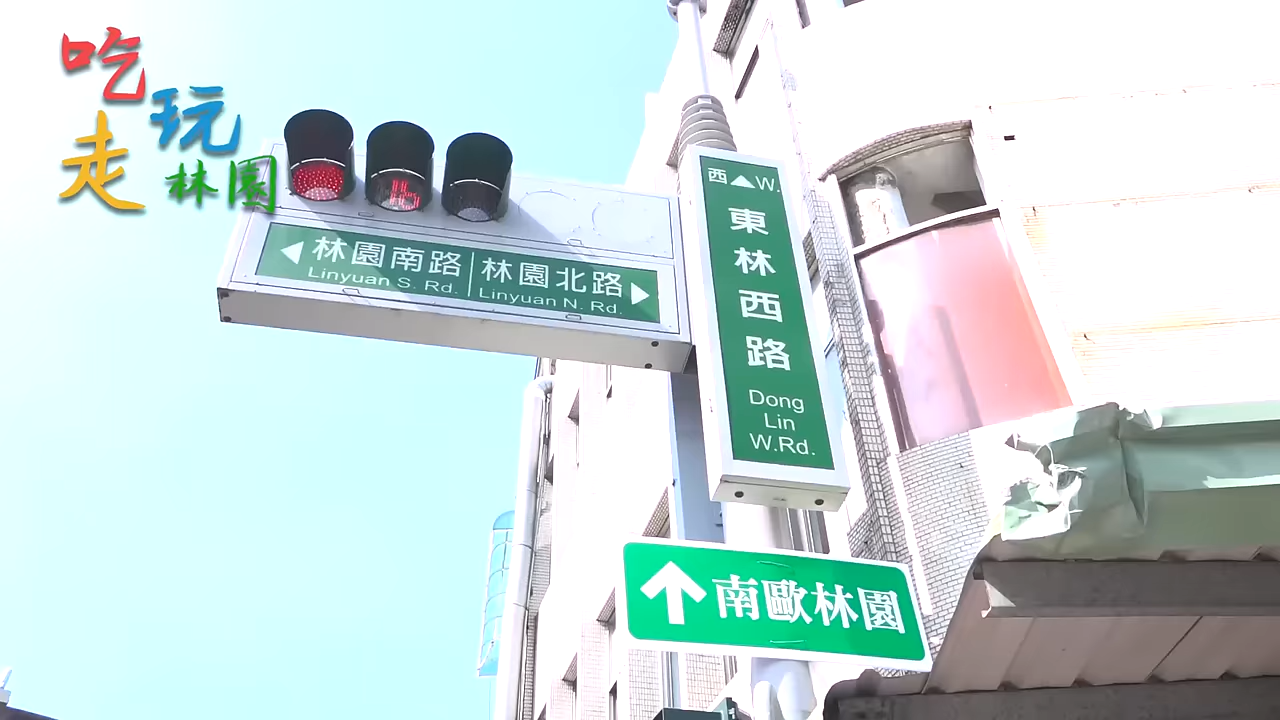 吃
玩
走
林園
15
林園南路
Linyuan S. Rd.
林園北路
Linyuan N. Rd.
西 W.
東林西路
Dong
Lin
W.Rd.
南歐林園